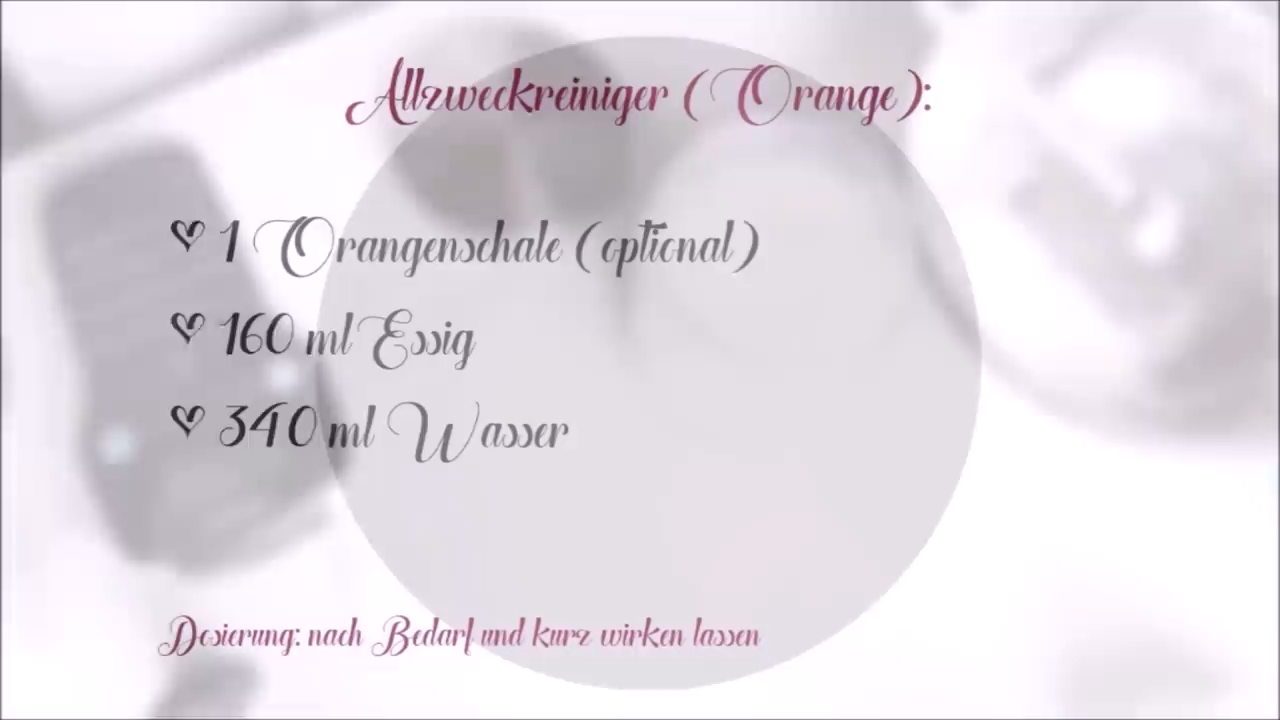 Allzweckreiniger (Orange):
♥ 1 Orangenschale (optional)
♥ 160 ml Essig
♥ 340 ml Wasser
Dosierung: nach Bedarf und kurz wirken lassen